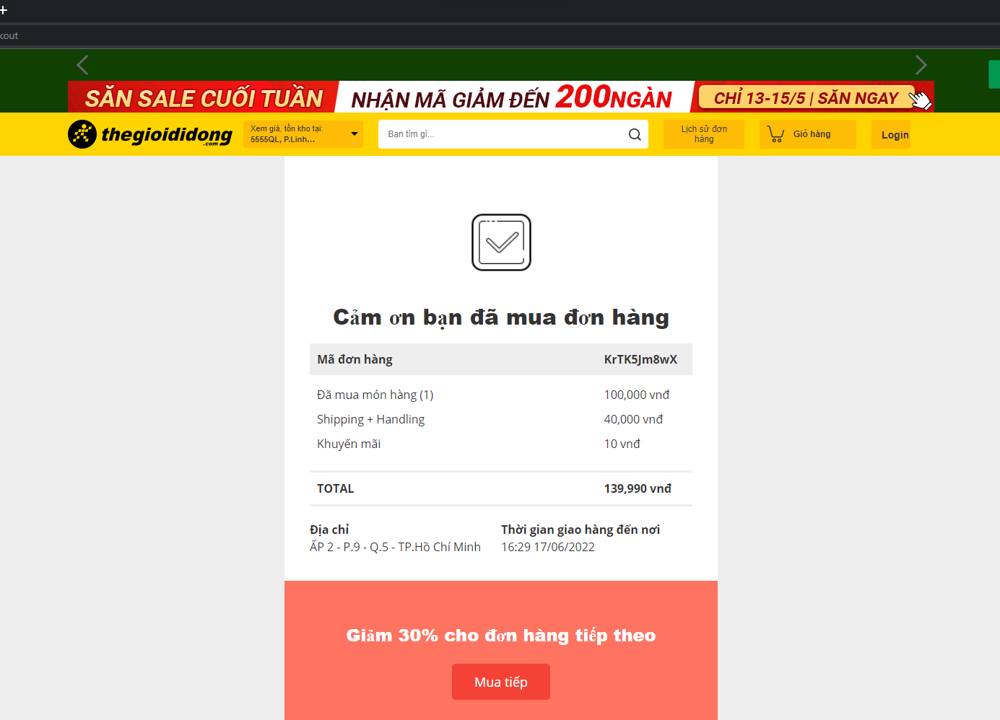 kout
SĂN SALE CUỐI TUẦN NHẬN MÃ GIẢM ĐẾN 200NGÀN CHỈ 13-15/5 | SĂN NGAY
thegioididong
.com
Xem giá, tồn kho tại:
5555QL, P.Linh...
Bạn tìm gì...
Lịch sử đơn
hàng
Giỏ hàng
Login
Cảm ơn bạn đã mua đơn hàng
Mã đơn hàng KrTK5Jm8wX
Đã mua món hàng (1) 100,000 vnđ
Shipping + Handling 40,000 vnđ
Khuyến mãi 10 vnđ
TOTAL 139,990 vnđ
Địa chỉ Thời gian giao hàng đến nơi
ẤP 2 - P.9 - Q.5 - TP.Hồ Chí Minh 16:29 17/06/2022
Giảm 30% cho đơn hàng tiếp theo
Mua tiếp